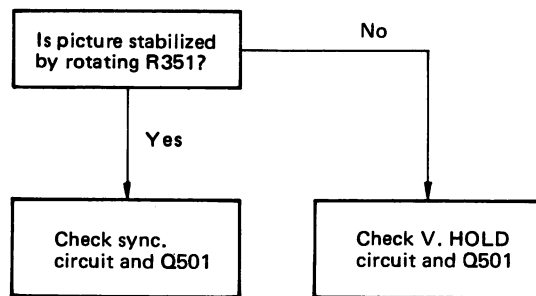 Is picture stabilized
by rotating R351?
No
Yes
Check sync.
circuit and Q501
Check V. HOLD
circuit and Q501